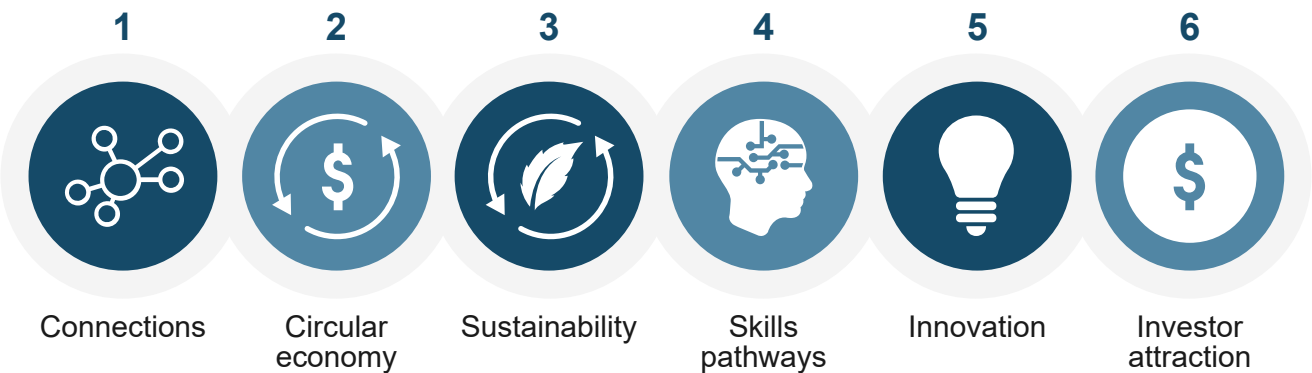 1
2
3
4
5
6
$
$
Connections
Circular
economy
Sustainability
Skills
pathways
Innovation
Investor
attraction